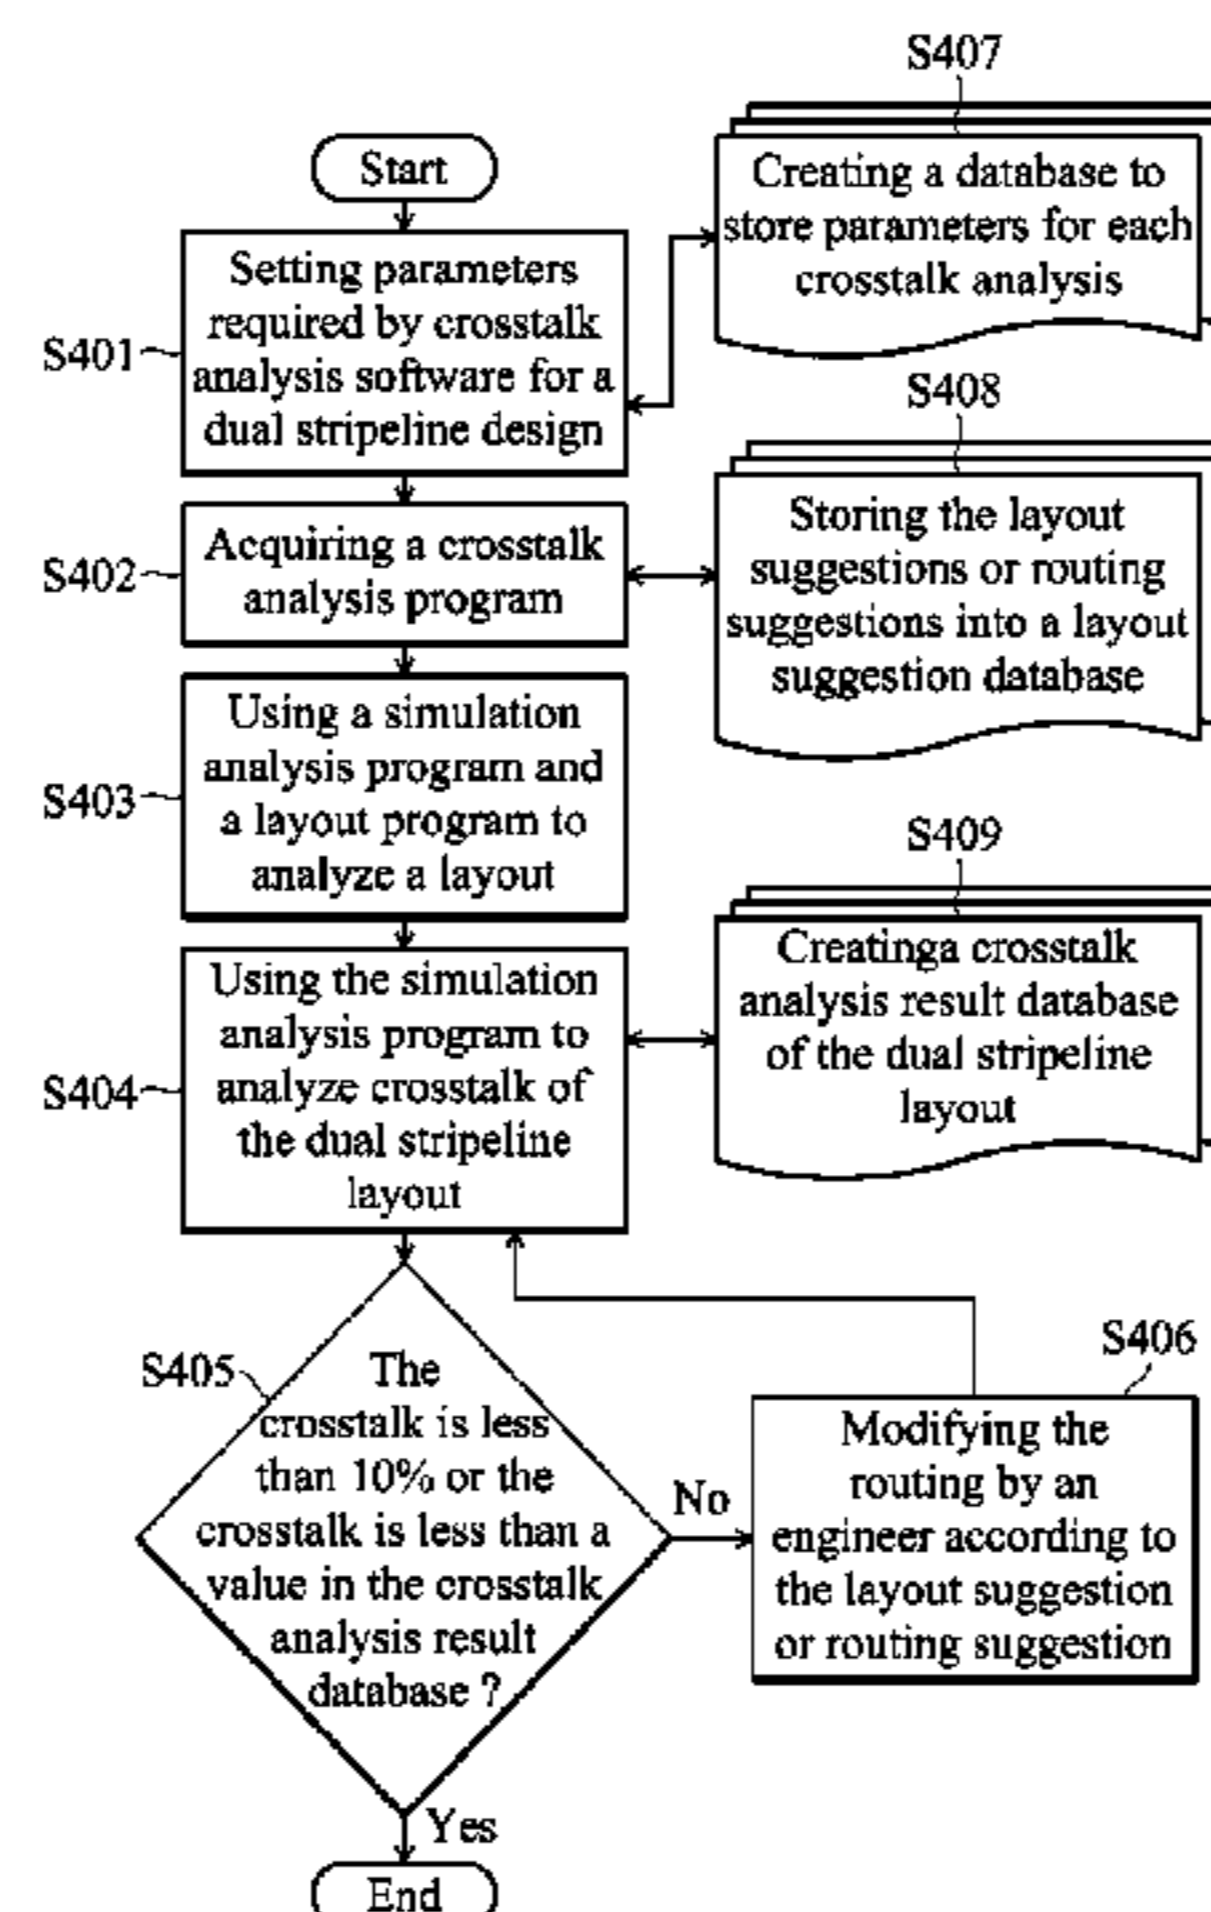 Start
S401
Setting parameters
required by crosstalk
analysis software for a
dual stripeline design
S407
Creating a database to
store parameters for each
crosstalk analysis
S402
Acquiring a crosstalk
analysis program
S408
Storing the layout
suggestions or routing
suggestions into a layout
suggestion database
S403
Using a simulation
analysis program and
a layout program to
analyze a layout
S404
Using the simulation
analysis program to
analyze crosstalk of
the dual stripeline
layout
S409
Creatinga crosstalk
analysis result database
of the dual stripeline
layout
S405
The
crosstalk is less
than 10% or the
crosstalk is less than a
value in the crosstalk
analysis result
database ?
No
S406
Modifying the
routing by an
engineer according to
the layout suggestion
or routing suggestion
Yes
End